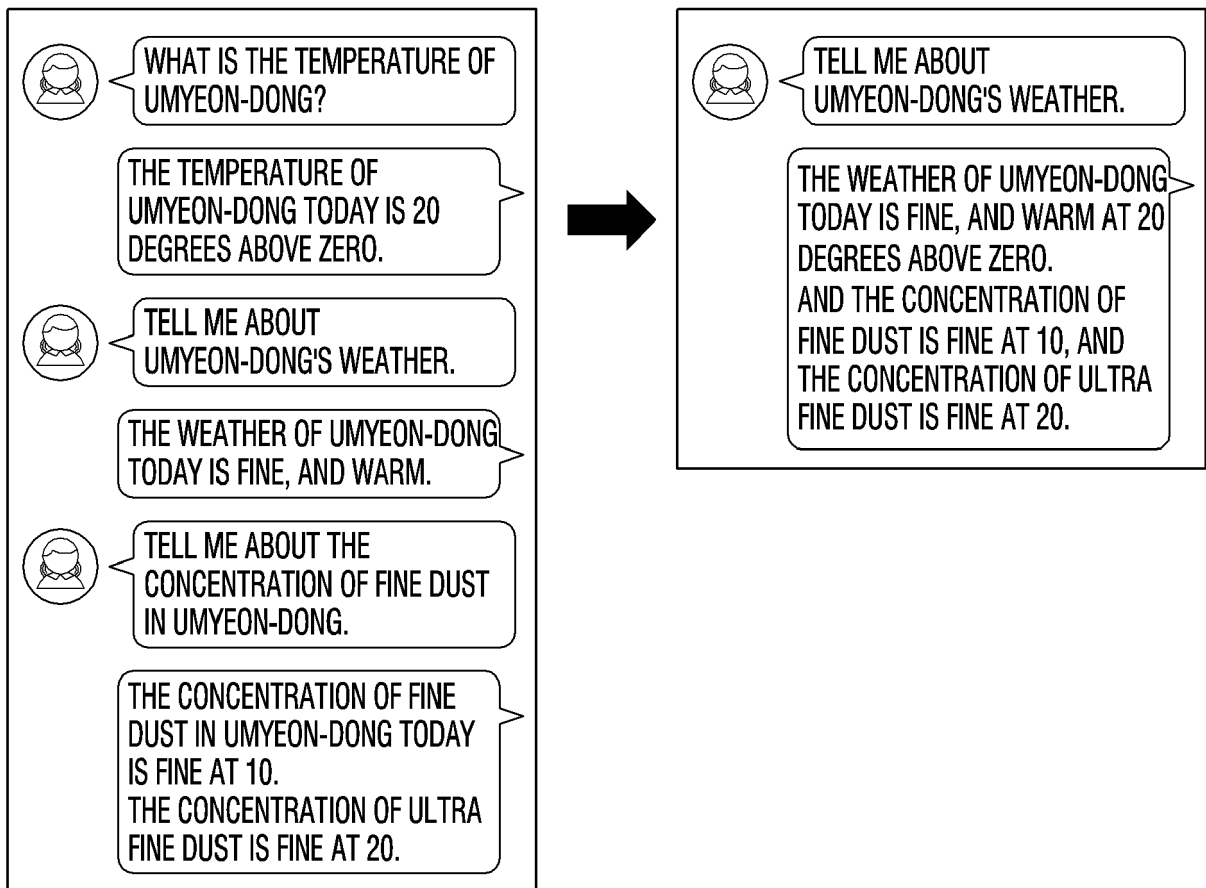 WHAT IS THE TEMPERATURE OF
UMYEON-DONG?
THE TEMPERATURE OF
UMYEON-DONG TODAY IS 20
DEGREES ABOVE ZERO.
TELL ME ABOUT
UMYEON-DONG'S WEATHER.
THE WEATHER OF UMYEON-DONG
TODAY IS FINE, AND WARM.
TELL ME ABOUT THE
CONCENTRATION OF FINE DUST
IN UMYEON-DONG.
THE CONCENTRATION OF FINE
DUST IN UMYEON-DONG TODAY
IS FINE AT 10.
THE CONCENTRATION OF ULTRA
FINE DUST IS FINE AT 20.
TELL ME ABOUT
UMYEON-DONG'S WEATHER.
THE WEATHER OF UMYEON-DONG
TODAY IS FINE, AND WARM AT 20
DEGREES ABOVE ZERO.
AND THE CONCENTRATION OF
FINE DUST IS FINE AT 10, AND
THE CONCENTRATION OF ULTRA
FINE DUST IS FINE AT 20.